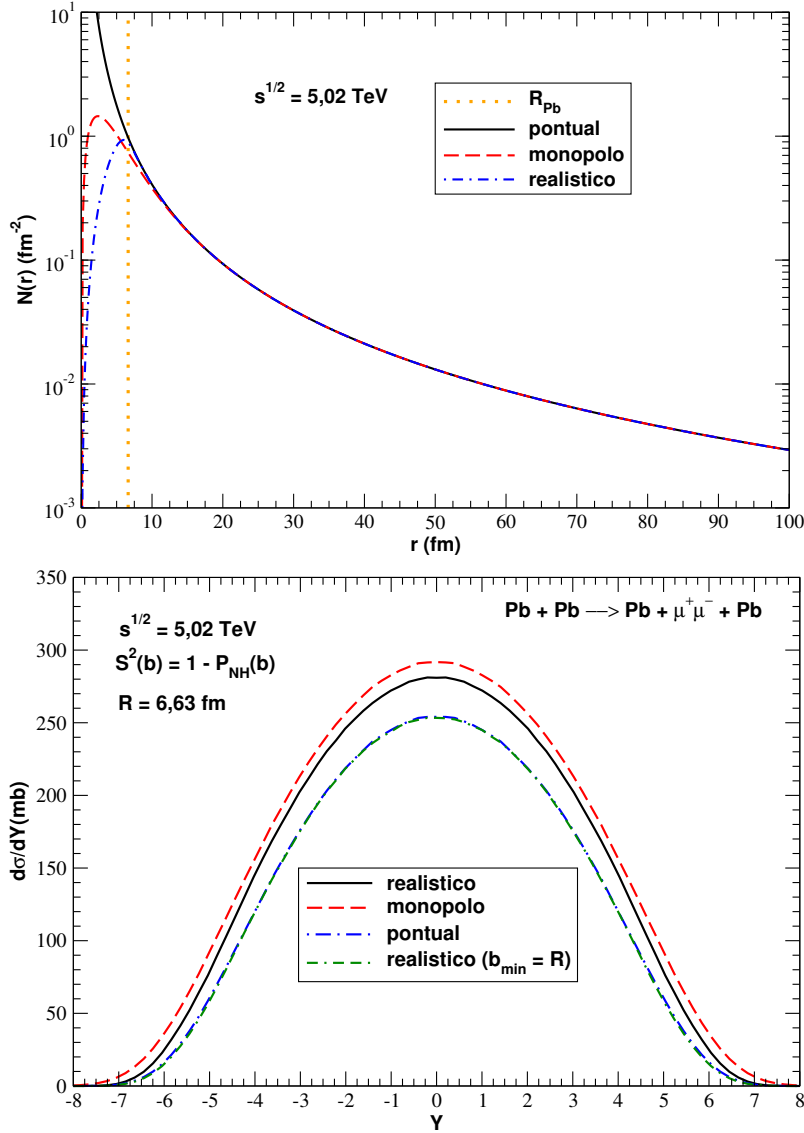 10^1
10^0
10^-1
10^-2
10^-3
N(r) (fm^-2)
s^1/2 = 5,02 TeV
R_Pb
pontual
monopolo
realistico
0 10 20 30 40 50 60 70 80 90 100
r (fm)
350
300
250
200
150
100
50
0
dσ/dY(mb)
s^1/2 = 5,02 TeV
S^2(b) = 1 - P_NH(b)
R = 6,63 fm
Pb + Pb —> Pb + μ^+μ^- + Pb
realistico
monopolo
pontual
realistico (b_min = R)
-8 -7 -6 -5 -4 -3 -2 -1 0 1 2 3 4 5 6 7 8
Y